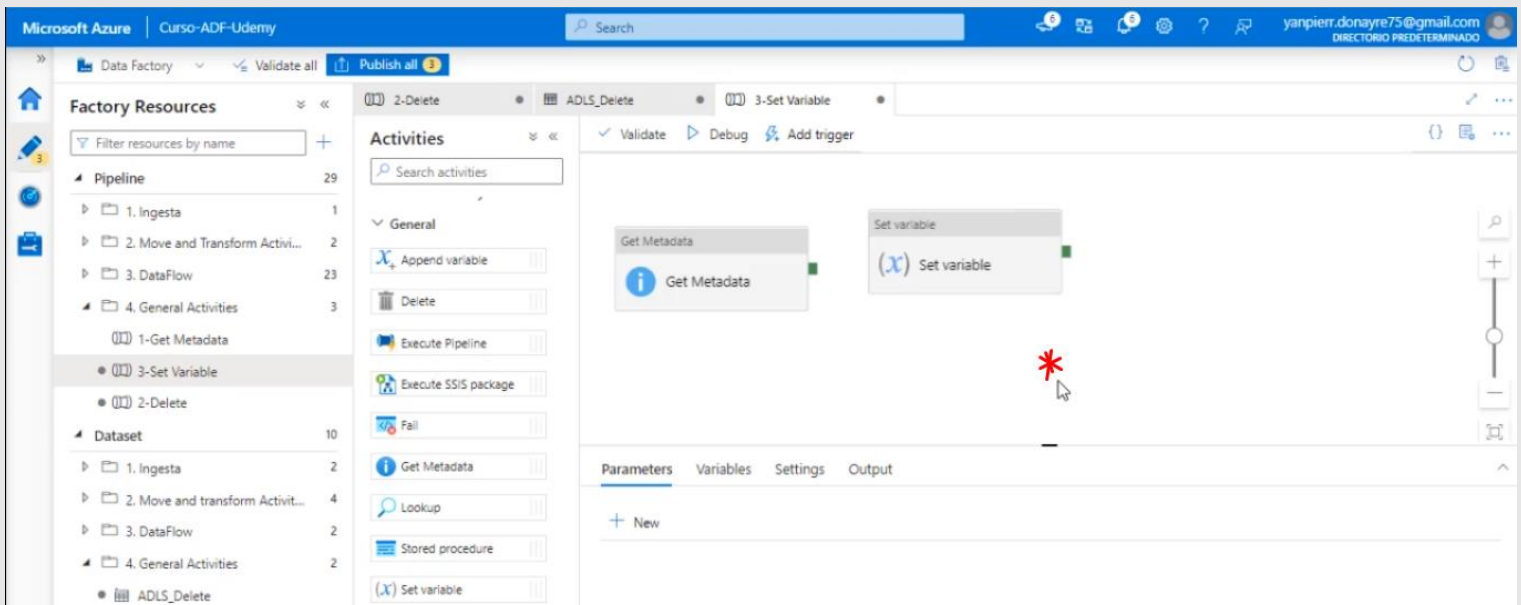 Microsoft Azure | Curso-ADF-Udemy
Search
6
6
yanpierr.donayre75@gmail.com
DIRECTORIO PREDETERMINADO
Data Factory
Validate all
Publish all 3
3
Factory Resources
Filter resources by name
Pipeline 29
1. Ingesta 1
2. Move and Transform Activi... 2
3. DataFlow 23
4. General Activities 3
1-Get Metadata
3-Set Variable
2-Delete
Dataset 10
1. Ingesta 2
2. Move and transform Activit... 4
3. DataFlow 2
4. General Activities 2
ADLS_Delete
2-Delete
ADLS_Delete
3-Set Variable
Activities
Search activities
General
Append variable
Delete
Execute Pipeline
Execute SSIS package
Fail
Get Metadata
Lookup
Stored procedure
(x) Set variable
Validate
Debug
Add trigger
Get Metadata
Get Metadata
Set variable
(x) Set variable
Parameters
Variables
Settings
Output
New